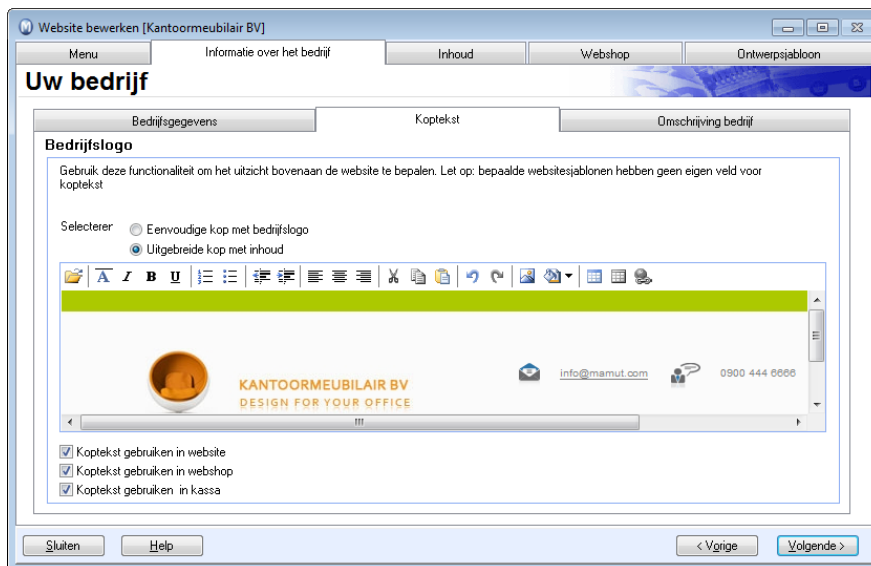 Website bewerken [Kantoormeubilair BV]
Menu Informatie over het bedrijf Inhoud Webshop Ontwerpsjabloon
Uw bedrijf
Bedrijfsgegevens Koptekst Omschrijving bedrijf
Bedrijfslogo
Gebruik deze functionaliteit om het uitzicht bovenaan de website te bepalen. Let op: bepaalde websitesjablonen hebben geen eigen veld voor
koptekst
Selecterer Eenvoudige kop met bedrijfslogo
Uitgebreide kop met inhoud
A I B U
info@mamut.com 0900 444 6666
KANTOORMEUBILAIR BV
DESIGN FOR YOUR OFFICE
Koptekst gebruiken in website
Koptekst gebruiken in webshop
Koptekst gebruiken in kassa
Sluiten Help < Vorige Volgende >